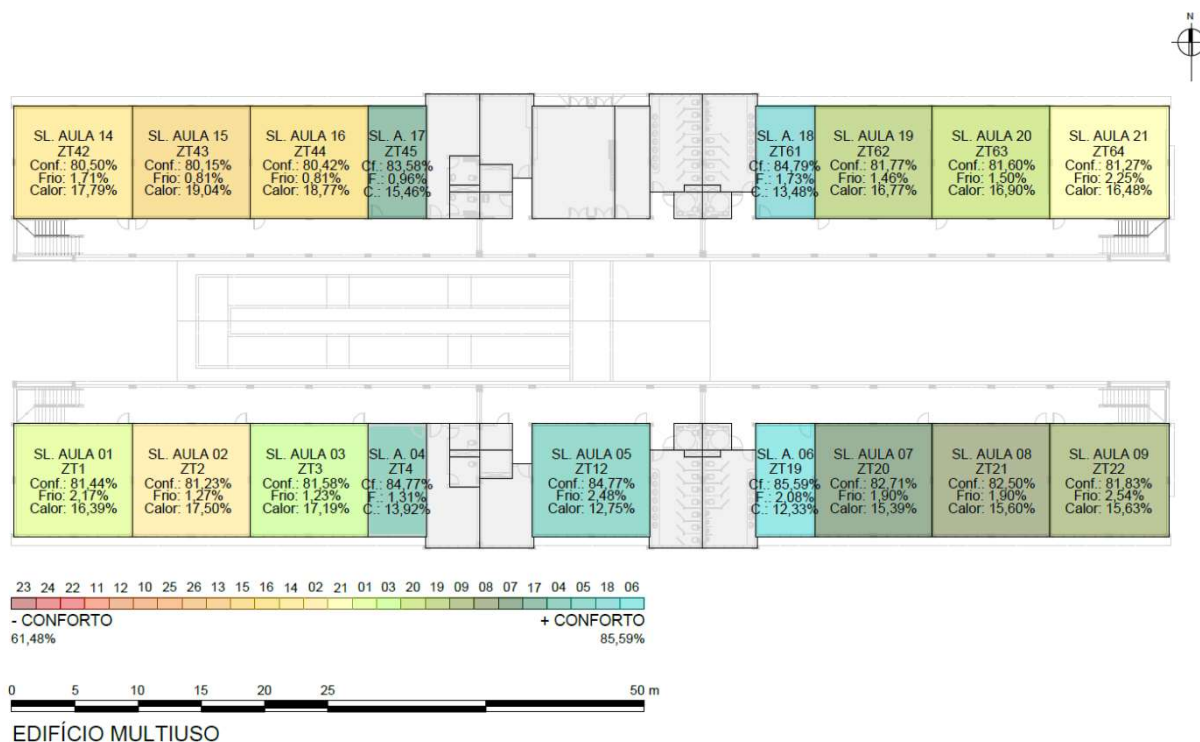 N
SL. AULA 14
ZT42
Conf.: 80,50%
Frio: 1,71%
Calor: 17,79%
SL. AULA 15
ZT43
Conf.: 80,15%
Frio: 0,81%
Calor: 19,04%
SL. AULA 16
ZT44
Conf.: 80,42%
Frio: 0,81%
Calor: 18,77%
SL. A. 17
ZT45
Cf.: 83,58%
F.: 0,96%
C.: 15,46%
SL. A. 18
ZT61
Cf.: 84,79%
F.: 1,73%
C.: 13,48%
SL. AULA 19
ZT62
Conf.: 81,77%
Frio: 1,46%
Calor: 16,77%
SL. AULA 20
ZT63
Conf.: 81,60%
Frio: 1,50%
Calor: 16,90%
SL. AULA 21
ZT64
Conf.: 81,27%
Frio: 2,25%
Calor: 16,48%
SL. AULA 01
ZT1
Conf.: 81,44%
Frio: 2,17%
Calor: 16,39%
SL. AULA 02
ZT2
Conf.: 81,23%
Frio: 1,27%
Calor: 17,50%
SL. AULA 03
ZT3
Conf.: 81,58%
Frio: 1,23%
Calor: 17,19%
SL. A. 04
ZT4
Cf.: 84,77%
F.: 1,31%
C.: 13,92%
SL. AULA 05
ZT12
Conf.: 84,77%
Frio: 2,48%
Calor: 12,75%
SL. A. 06
ZT19
Cf.: 85,59%
F.: 2,08%
C.: 12,33%
SL. AULA 07
ZT20
Conf.: 82,71%
Frio: 1,90%
Calor: 15,39%
SL. AULA 08
ZT21
Conf.: 82,50%
Frio: 1,90%
Calor: 15,60%
SL. AULA 09
ZT22
Conf.: 81,83%
Frio: 2,54%
Calor: 15,63%
23 24 22 11 12 10 25 26 13 15 16 14 02 21 01 03 20 19 09 08 07 17 04 05 18 06
- CONFORTO + CONFORTO
61,48% 85,59%
0 5 10 15 20 25 50 m
EDIFÍCIO MULTIUSO